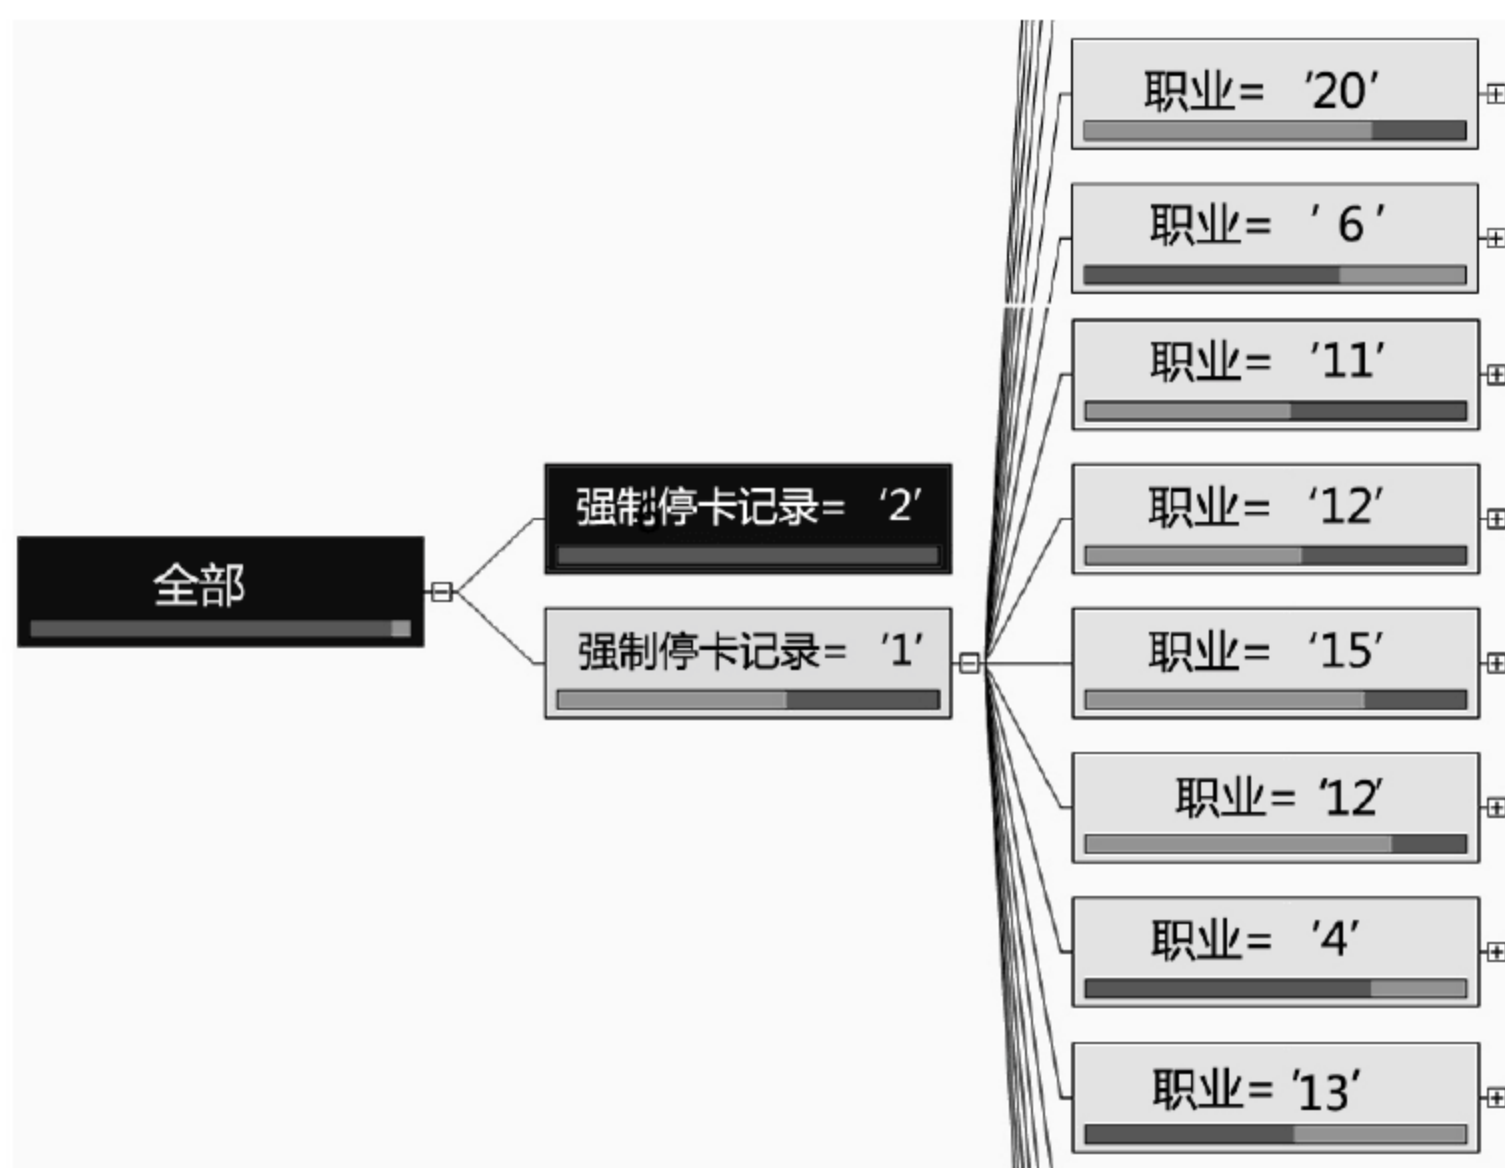 全部
强制停卡记录= '2'
强制停卡记录= '1'
职业= '20'
职业= ' 6 '
职业= '11'
职业= '12'
职业= '15'
职业= '12'
职业= '4'
职业= '13'